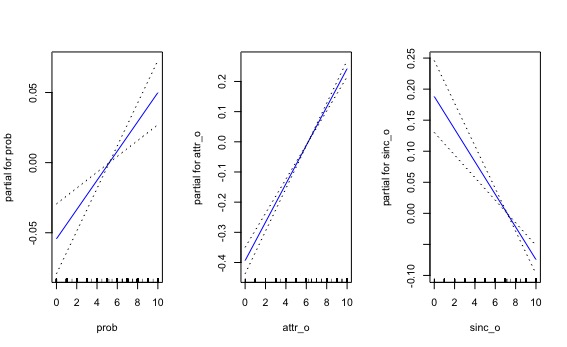 partial for prob
0.05
0.00
-0.05
0 2 4 6 8 10
prob
partial for attr_o
0.2
0.1
0.0
-0.1
-0.2
-0.3
-0.4
0 2 4 6 8 10
attr_o
partial for sinc_o
0.25
0.20
0.15
0.10
0.05
0.00
-0.10
0 2 4 6 8 10
sinc_o